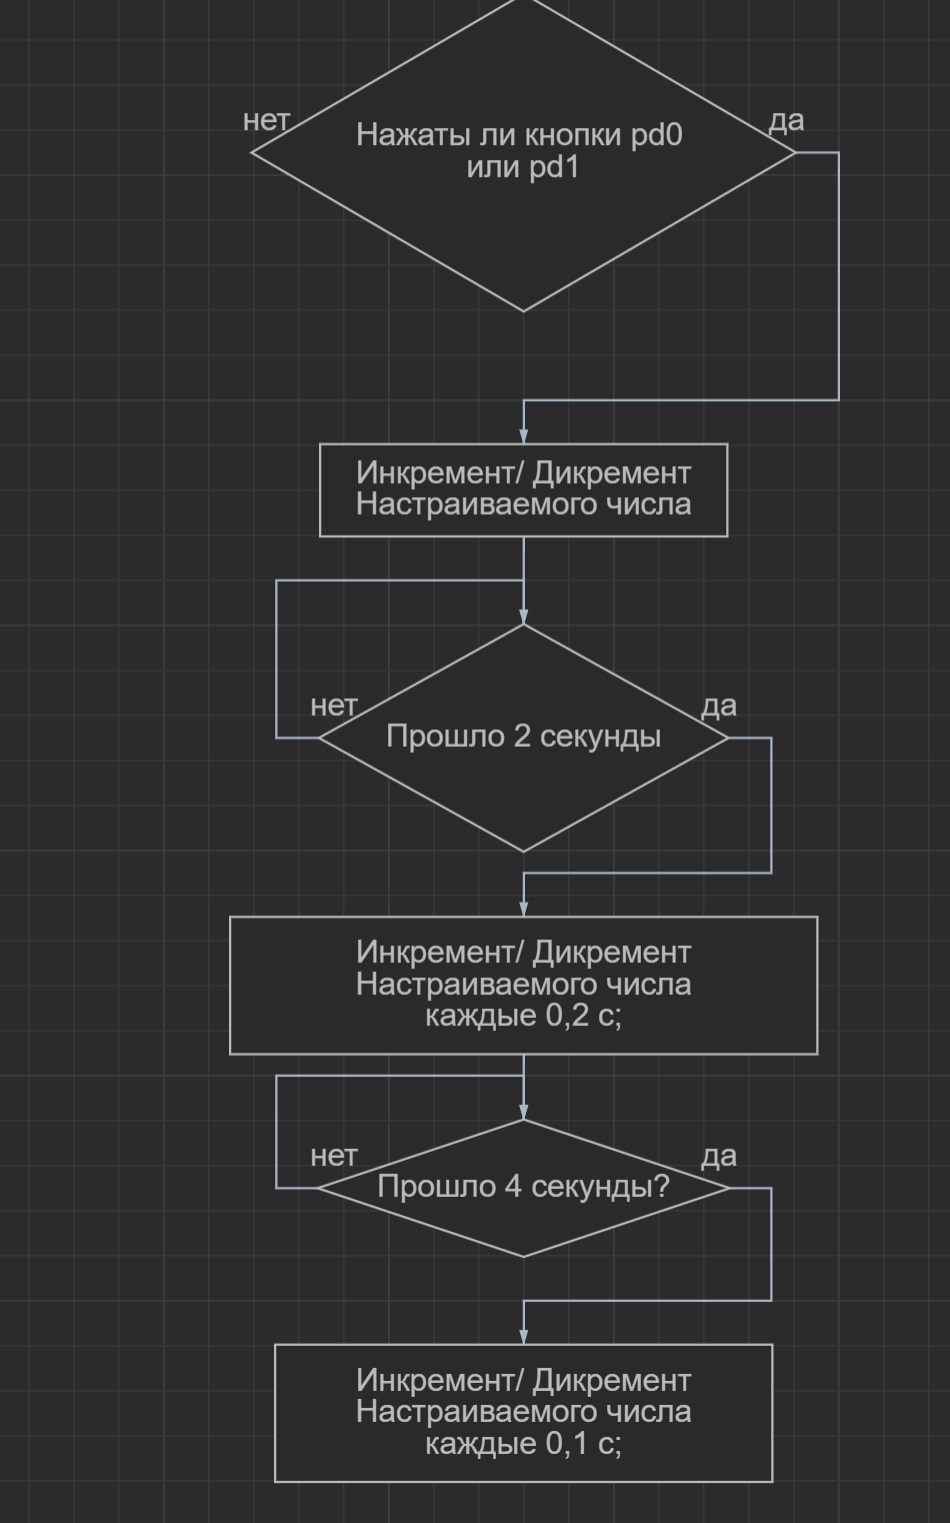 нет
да
Нажаты ли кнопки pd0
или pd1
Инкремент/ Дикремент
Настраиваемого числа
нет
да
Прошло 2 секунды
Инкремент/ Дикремент
Настраиваемого числа
каждые 0,2 с;
нет
да
Прошло 4 секунды?
Инкремент/ Дикремент
Настраиваемого числа
каждые 0,1 с;